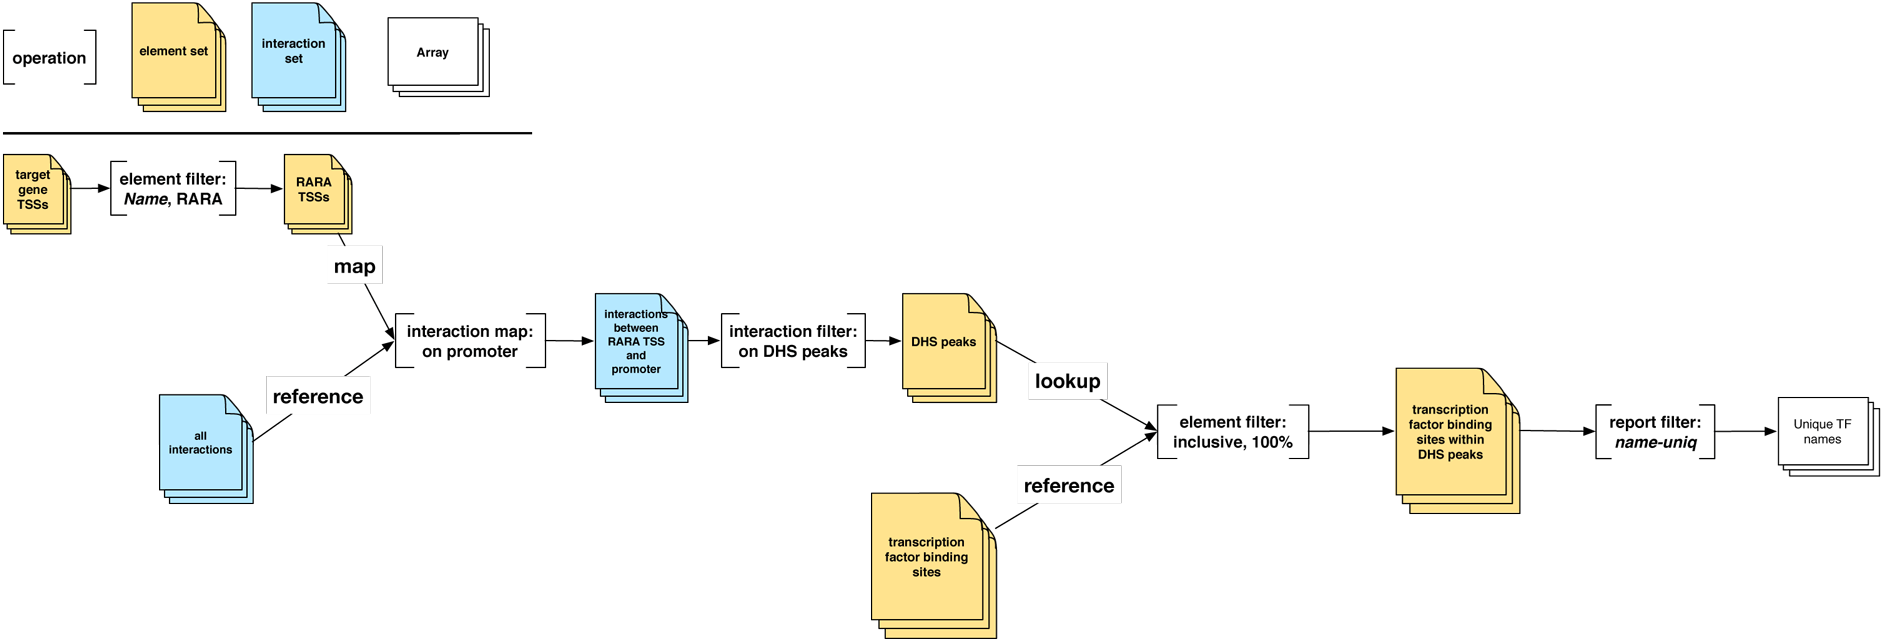 operation
element set
interaction
set
Array
target
gene
TSSs
element filter:
Name, RARA
RARA
TSSs
map
interaction map:
on promoter
reference
all
interactions
interactions
between
RARA TSS
and
promoter
interaction filter:
on DHS peaks
DHS peaks
lookup
element filter:
inclusive, 100%
reference
transcription
factor binding
sites
transcription
factor binding
sites within
DHS peaks
report filter:
name-uniq
Unique TF
names